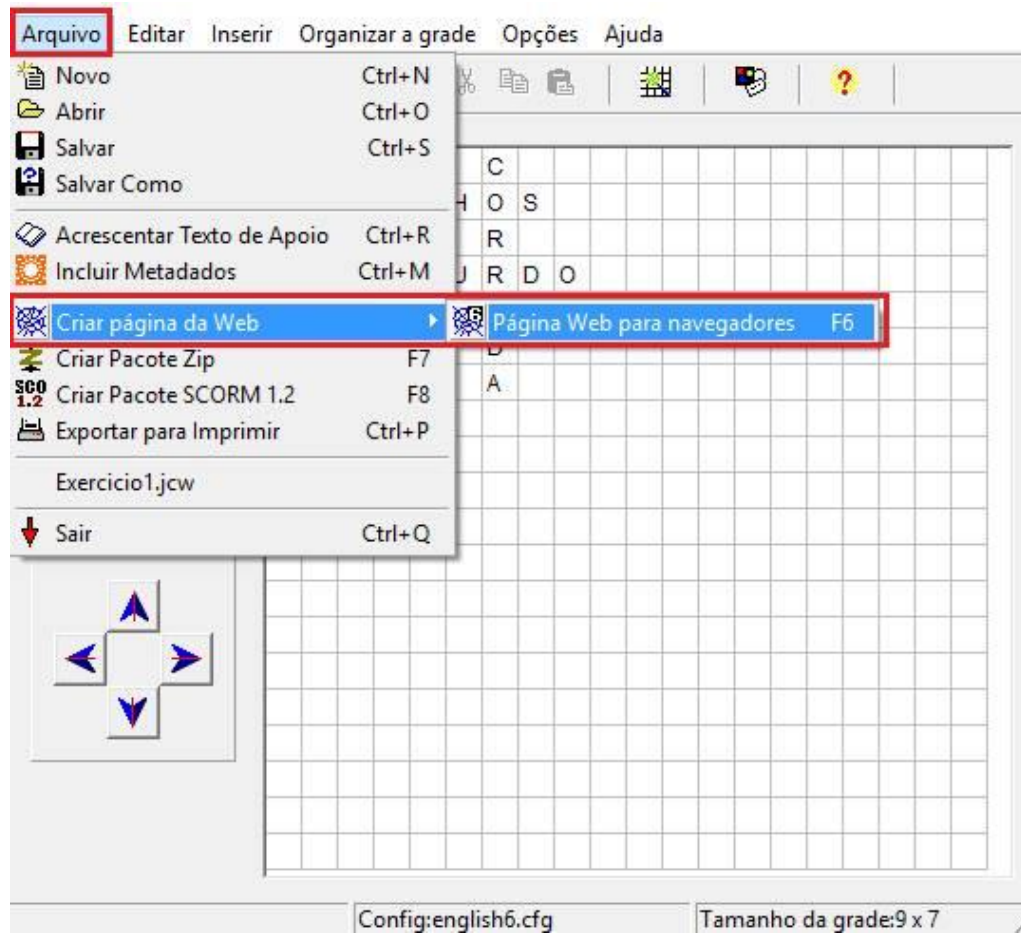 Arquivo Editar Inserir Organizar a grade Opções Ajuda
Novo Ctrl+N
Abrir Ctrl+O
Salvar Ctrl+S
Salvar Como
Acrescentar Texto de Apoio Ctrl+R
Incluir Metadados Ctrl+M
Criar página da Web
Página Web para navegadores F6
Criar Pacote Zip F7
SCO 1.2 Criar Pacote SCORM 1.2 F8
Exportar para Imprimir Ctrl+P
Exercicio1.jcw
Sair Ctrl+Q
C
H O S
R
U R D O
D
A
Config:english6.cfg Tamanho da grade:9 x 7